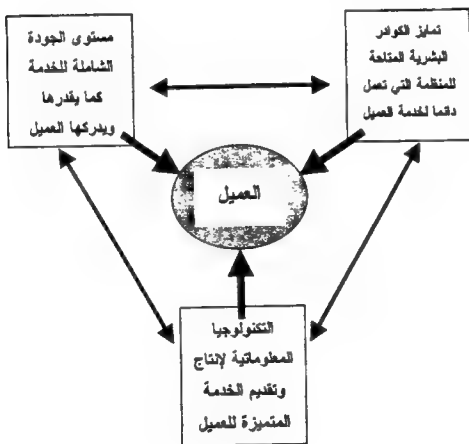 تمايز الكوادر
البشرية المتاحة
للمنظمة التي تعمل
دائما لخدمة العميل
مستوى الجودة
الشاملة للخدمة
كما يقدرها
ويدركها العميل
العميل
التكنولوجيا
المعلوماتية لإنتاج
وتقديم الخدمة
المتميزة للعميل